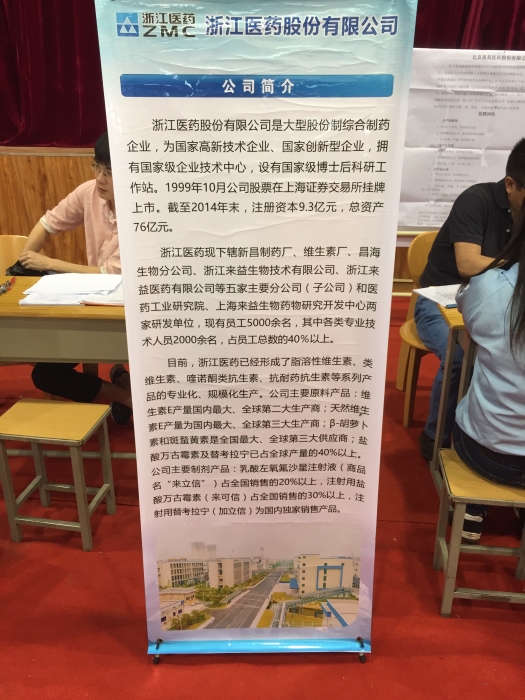 浙江医药
ZMC
浙江医药股份有限公司
公司简介
浙江医药股份有限公司是大型股份制综合制药
企业，为国家高新技术企业、国家创新型企业，拥
有国家级企业技术中心，设有国家级博士后科研工
作站。1999年10月公司股票在上海证券交易所挂牌
上市。截至2014年末，注册资本9.3亿元，总资产
76亿元。
浙江医药现下辖新昌制药厂、维生素厂、昌海
生物分公司、浙江来益生物技术有限公司、浙江来
益医药有限公司等五家主要分公司（子公司）和医
药工业研究院、上海来益生物药物研究开发中心两
家研发单位，现有员工5000余名，其中各类专业技
术人员2000余名，占员工总数的40%以上。
目前，浙江医药已经形成了脂溶性维生素、类
维生素、喹诺酮类抗生素、抗耐药抗生素等系列产
品的专业化、规模化生产。公司主要原料产品：维
生素E产量国内最大、全球第二大生产商；天然维生
素E产量为国内最大、全球第三大生产商；β-胡萝卜
素和斑蝥黄素是全国最大、全球第三大供应商；盐
酸万古霉素及替考拉宁已占全球产量的40%以上。
公司主要制剂产品：乳酸左氧氟沙星注射液（商品
名“来立信”）占全国销售的20%以上，注射用盐
酸万古霉素（来可信）占全国销售的30%以上，注
射用替考拉宁（加立信）为国内独家销售产品。